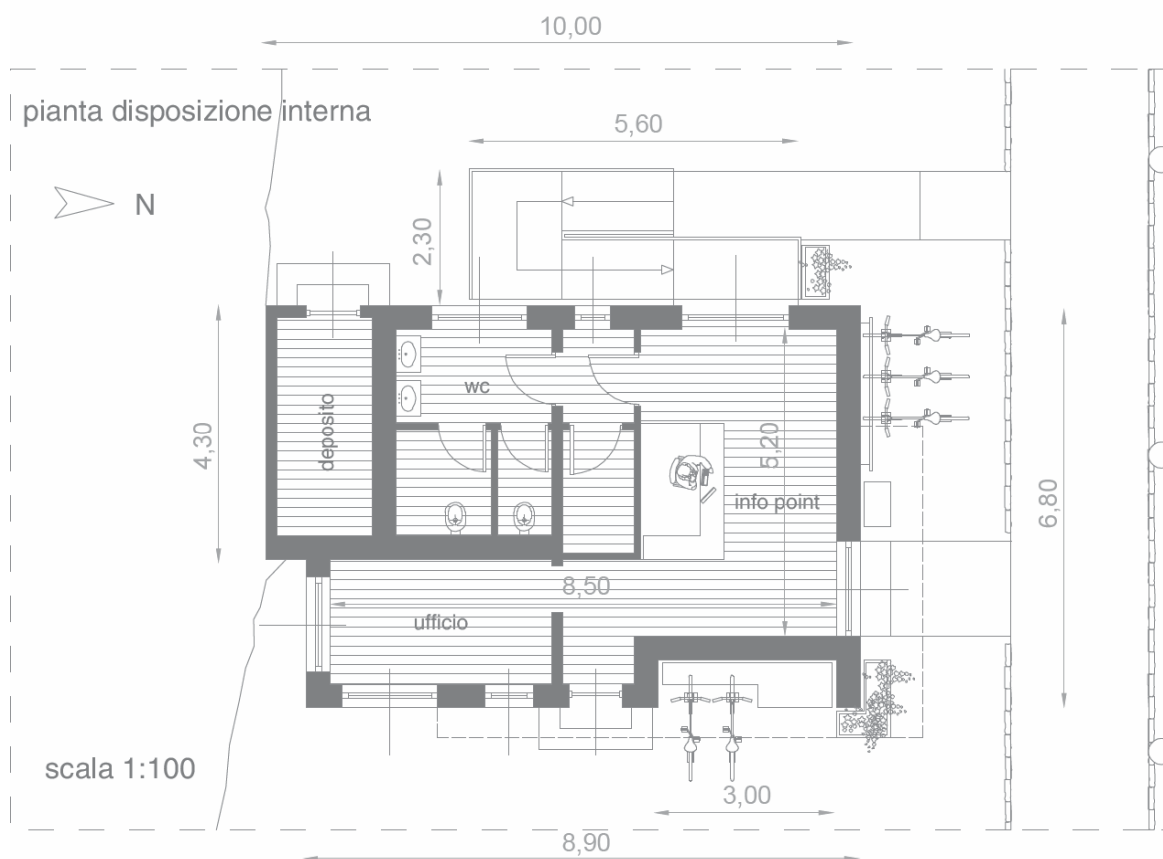 10,00
pianta disposizione interna
5,60
N
2,30
wc
deposito
4,30
5,20
info point
6,80
8,50
ufficio
scala 1:100
3,00
8,90